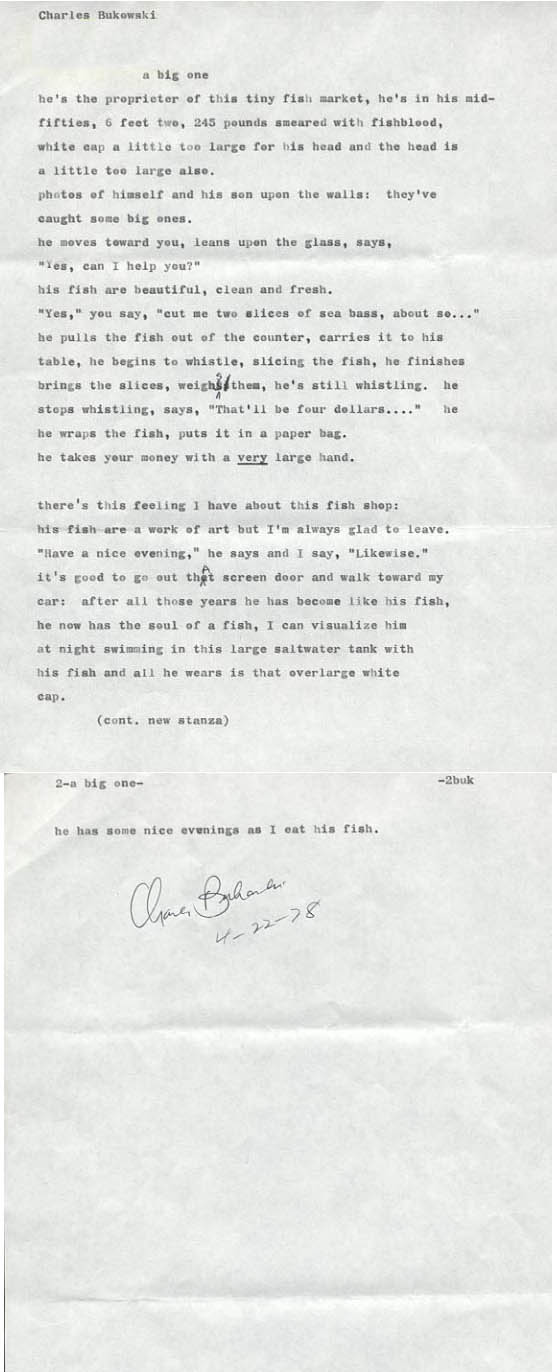 Charles Bukowski
a big one
he's the proprieter of this tiny fish market, he's in his mid-
fifties, 6 feet two, 245 pounds smeared with fishblood,
white cap a little too large for his head and the head is
a little too large also.
photos of himself and his son upon the walls: they've
caught some big ones.
he moves toward you, leans upon the glass, says,
"Yes, can I help you?"
his fish are beautiful, clean and fresh.
"Yes," you say, "cut me two slices of sea bass, about so..."
he pulls the fish out of the counter, carries it to his
table, he begins to whistle, slicing the fish, he finishes
brings the slices, weighs them, he's still whistling. he
stops whistling, says, "That'll be four dollars...." he
he wraps the fish, puts it in a paper bag.
he takes your money with a very large hand.
there's this feeling I have about this fish shop:
his fish are a work of art but I'm always glad to leave.
"Have a nice evening," he says and I say, "Likewise."
it's good to go out that screen door and walk toward my
car: after all those years he has become like his fish,
he now has the soul of a fish, I can visualize him
at night swimming in this large saltwater tank with
his fish and all he wears is that overlarge white
cap.
(cont. new stanza)
2-a big one- -2buk
he has some nice evenings as I eat his fish.
Charles Bukowski
4-22-78